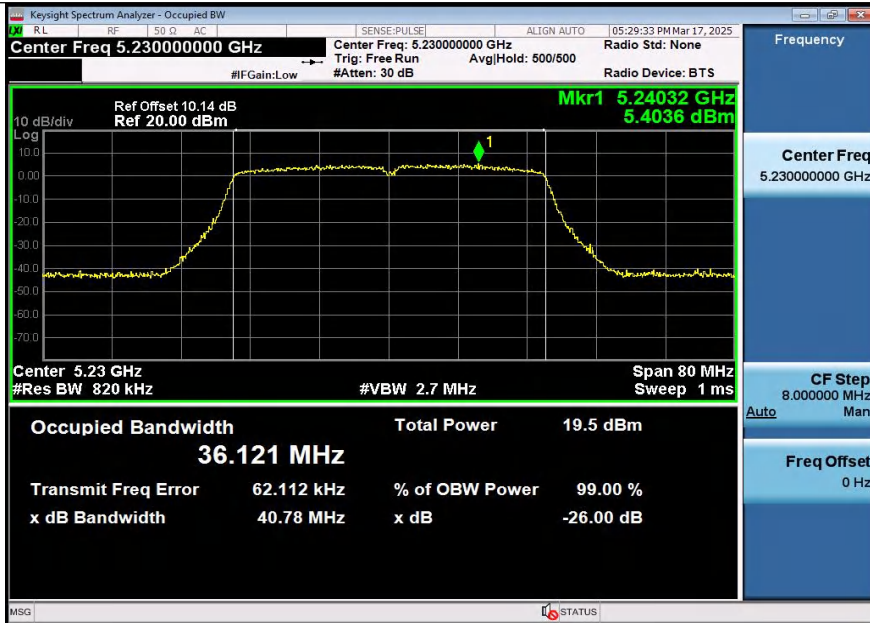 Keysight Spectrum Analyzer - Occupied BW
LXI RL RF 50 Ω AC SENSE:PULSE ALIGN AUTO 05:29:33 PM Mar 17, 2025
Center Freq 5.230000000 GHz
Center Freq: 5.230000000 GHz
Radio Std: None
Trig: Free Run Avg|Hold: 500/500
#IFGain:Low
#Atten: 30 dB
Radio Device: BTS
Ref Offset 10.14 dB
Mkr1 5.24032 GHz
10 dB/div Ref 20.00 dBm
5.4036 dBm
Log
1
10.0
0.00
-10.0
-20.0
-30.0
-40.0
-50.0
-60.0
-70.0
Center 5.23 GHz Span 80 MHz
#Res BW 820 kHz #VBW 2.7 MHz Sweep 1 ms
Occupied Bandwidth Total Power 19.5 dBm
36.121 MHz
Transmit Freq Error 62.112 kHz % of OBW Power 99.00 %
x dB Bandwidth 40.78 MHz x dB -26.00 dB
MSG STATUS
Frequency
Center Freq
5.230000000 GHz
CF Step
8.000000 MHz
Auto Man
Freq Offset
0 Hz